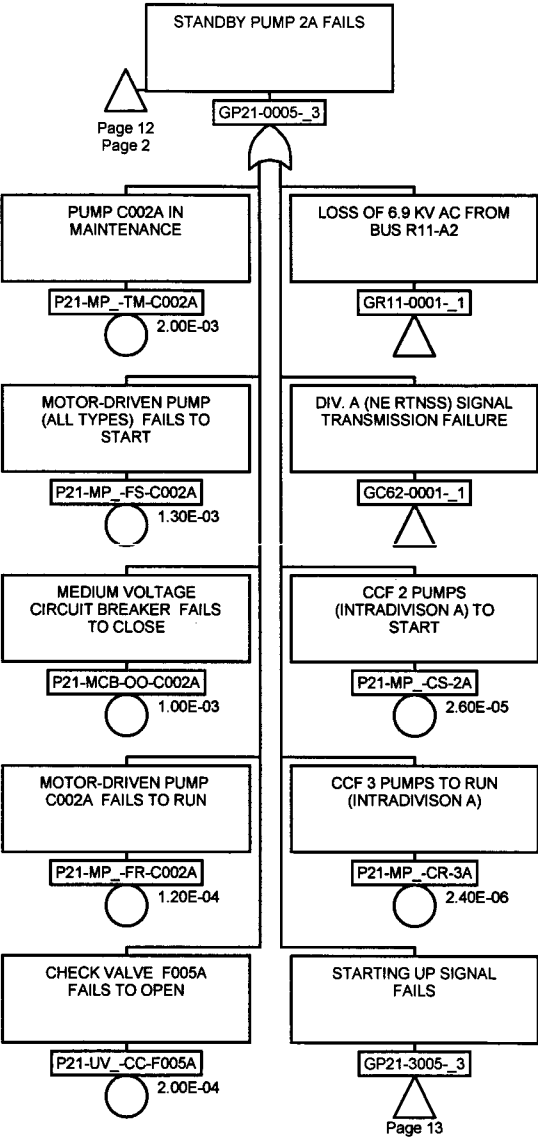 STANDBY PUMP 2A FAILS
Page 12
Page 2
GP21-0005-_3
PUMP C002A IN
MAINTENANCE
P21-MP_-TM-C002A
2.00E-03
LOSS OF 6.9 KV AC FROM
BUS R11-A2
GR11-0001-_1
MOTOR-DRIVEN PUMP
(ALL TYPES) FAILS TO
START
P21-MP_-FS-C002A
1.30E-03
DIV. A (NE RTNSS) SIGNAL
TRANSMISSION FAILURE
GC62-0001-_1
MEDIUM VOLTAGE
CIRCUIT BREAKER FAILS
TO CLOSE
P21-MCB-OO-C002A
1.00E-03
CCF 2 PUMPS
(INTRADIVISON A) TO
START
P21-MP_-CS-2A
2.60E-05
MOTOR-DRIVEN PUMP
C002A FAILS TO RUN
P21-MP_-FR-C002A
1.20E-04
CCF 3 PUMPS TO RUN
(INTRADIVISON A)
P21-MP_-CR-3A
2.40E-06
CHECK VALVE F005A
FAILS TO OPEN
P21-UV_-CC-F005A
2.00E-04
STARTING UP SIGNAL
FAILS
GP21-3005-_3
Page 13